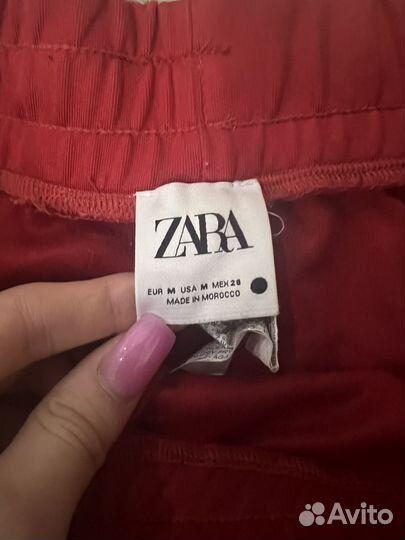 ZARA
EUR M USA M MEX 28
MADE IN MOROCCO
Avito